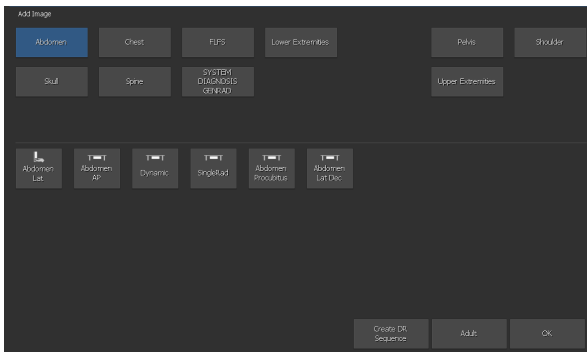 Add Image
Abdomen
Chest
FLFS
Lower Extremities
Pelvis
Shoulder
Skull
Spine
SYSTEM
DIAGNOSIS
GENRAD
Upper Extremities
Abdomen
Lat
Abdomen
AP
Dynamic
SingleRad
Abdomen
Procubitus
Abdomen
Lat Dec
Create DR
Sequence
Adult
OK